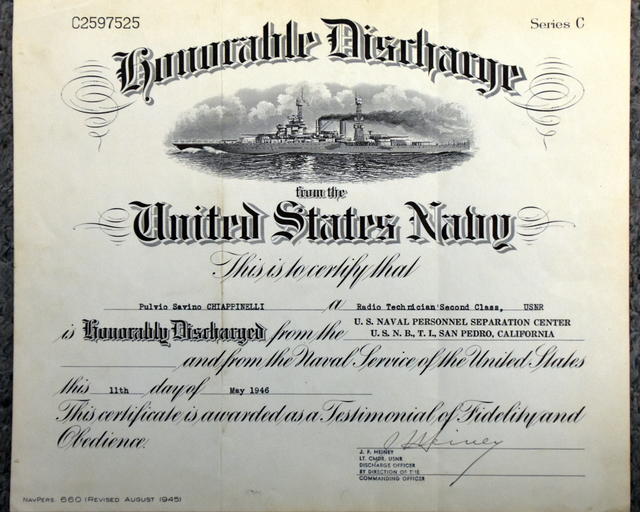 C2597525
Series C
Honorable Discharge
from the
United States Navy
This is to certify that
Pulvio Savino CHIAPPINELLI a Radio Technician Second Class, USNR
is Honorably Discharged from the U. S. NAVAL PERSONNEL SEPARATION CENTER
U. S. N. B., T. I., SAN PEDRO, CALIFORNIA
and from the Naval Service of the United States
this 11th day of May 1946
This certificate is awarded as a Testimonial of Fidelity and
Obedience.
J F Heiney
J. F. HEINEY
LT. CMDR. USNR
DISCHARGE OFFICER
BY DIRECTION OF THE
COMMANDING OFFICER
NAVPERS. 660 (REVISED AUGUST 1945)